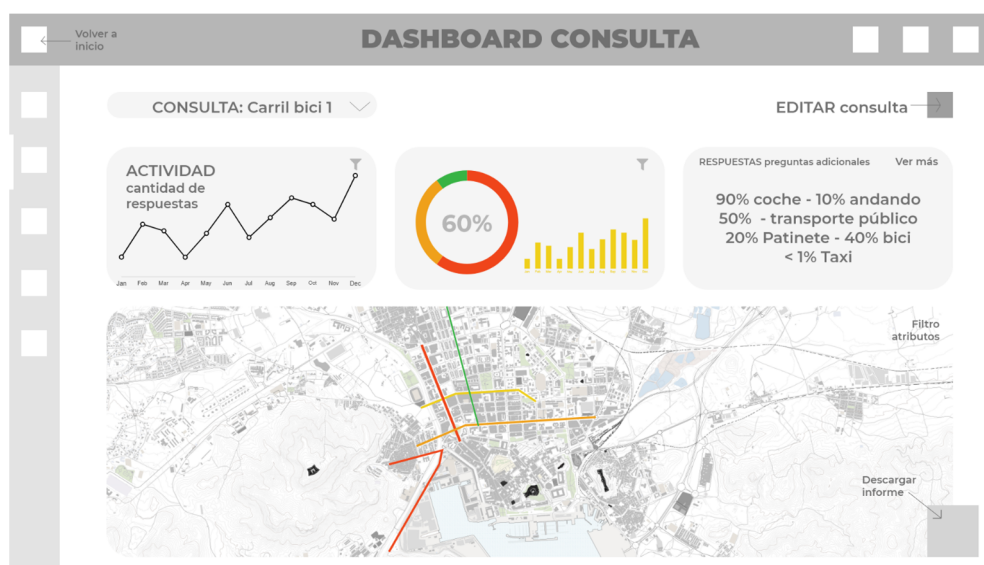 Volver a
inicio
DASHBOARD CONSULTA
CONSULTA: Carril bici 1
EDITAR consulta
ACTIVIDAD
cantidad de
respuestas
Jan Feb Mar Apr May Jun Jul Aug Sep Oct Nov Dec
60%
RESPUESTAS preguntas adicionales Ver más
90% coche - 10% andando
50% - transporte público
20% Patinete - 40% bici
< 1% Taxi
Filtro
atributos
Descargar
informe